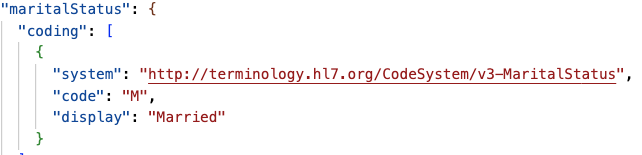 "maritalStatus": {
"coding": [
{
"system": "http://terminology.hl7.org/CodeSystem/v3-MaritalStatus",
"code": "M",
"display": "Married"
}